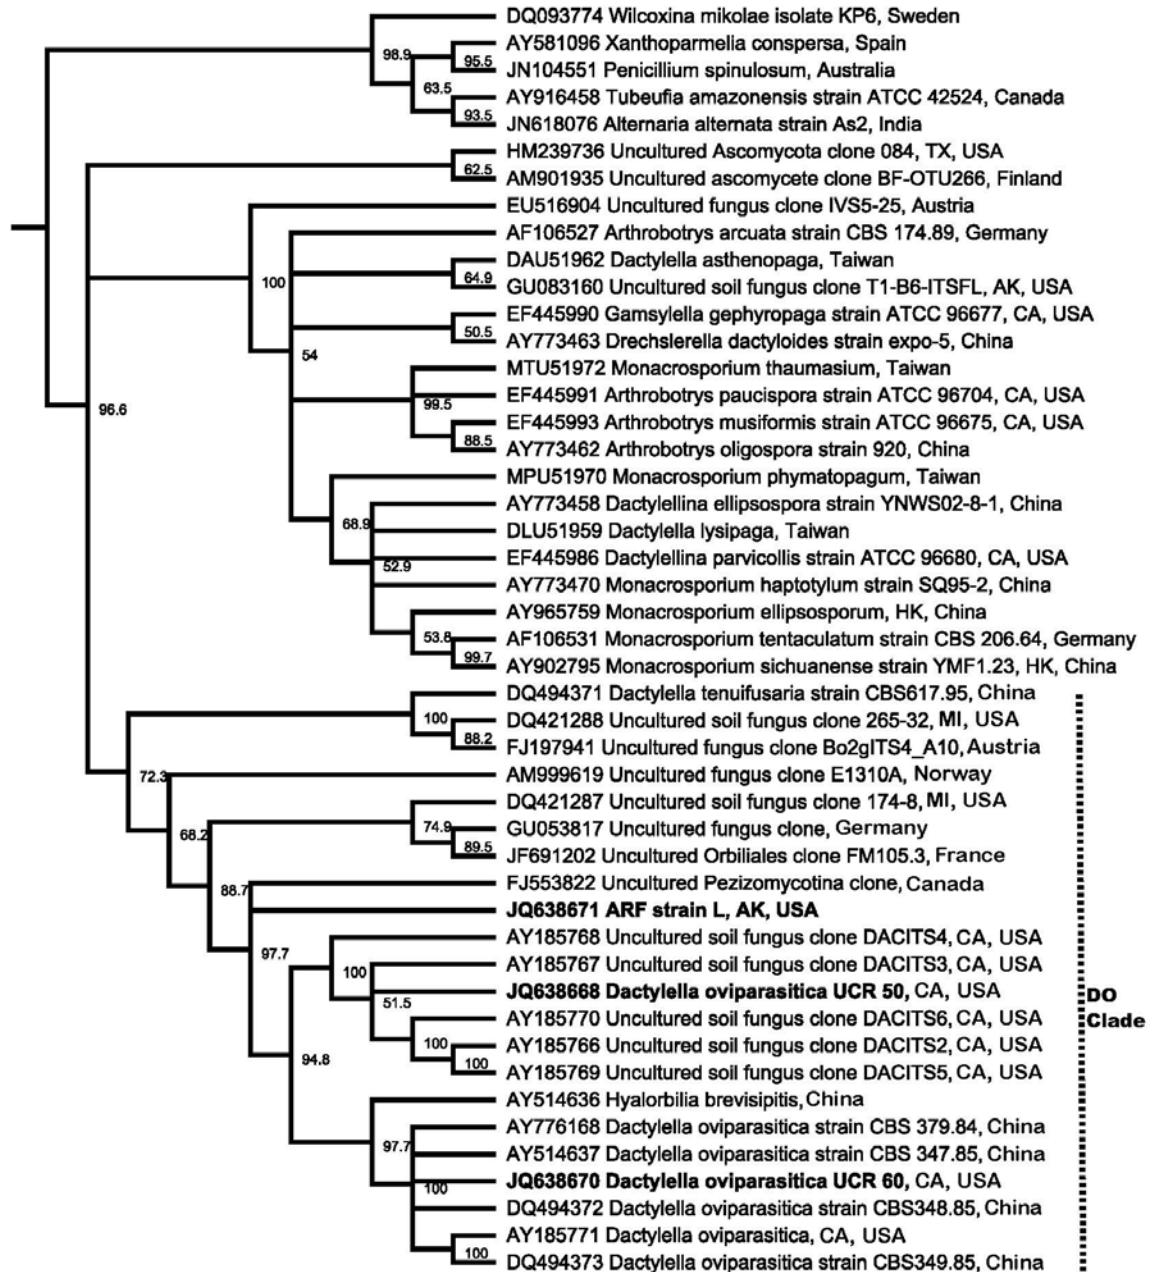 DQ093774 Wilcoxina mikolae isolate KP6, Sweden
98.9
AY581096 Xanthoparmelia conspersa, Spain
95.5
JN104551 Penicillium spinulosum, Australia
63.5
AY916458 Tubeufia amazonensis strain ATCC 42524, Canada
93.5
JN618076 Alternaria alternata strain As2, India
HM239736 Uncultured Ascomycota clone 084, TX, USA
62.5
AM901935 Uncultured ascomycete clone BF-OTU266, Finland
EU516904 Uncultured fungus clone IVS5-25, Austria
AF106527 Arthrobotrys arcuata strain CBS 174.89, Germany
DAU51962 Dactylella asthenopaga, Taiwan
100
64.9
GU083160 Uncultured soil fungus clone T1-B6-ITSFL, AK, USA
EF445990 Gamsylella gephyropaga strain ATCC 96677, CA, USA
50.5
AY773463 Drechslerella dactyloides strain expo-5, China
54
MTU51972 Monacrosporium thaumasium, Taiwan
EF445991 Arthrobotrys paucispora strain ATCC 96704, CA, USA
99.5
96.6
EF445993 Arthrobotrys musiformis strain ATCC 96675, CA, USA
88.5
AY773462 Arthrobotrys oligospora strain 920, China
MPU51970 Monacrosporium phymatopagum, Taiwan
AY773458 Dactylellina ellipsospora strain YNWS02-8-1, China
68.9
DLU51959 Dactylella lysipaga, Taiwan
EF445986 Dactylellina parvicollis strain ATCC 96680, CA, USA
52.9
AY773470 Monacrosporium haptotylum strain SQ95-2, China
AY965759 Monacrosporium ellipsosporum, HK, China
53.8
AF106531 Monacrosporium tentaculatum strain CBS 206.64, Germany
99.7
AY902795 Monacrosporium sichuanense strain YMF1.23, HK, China
DQ494371 Dactylella tenuifusaria strain CBS617.95, China
100
DQ421288 Uncultured soil fungus clone 265-32, MI, USA
88.2
FJ197941 Uncultured fungus clone Bo2gITS4_A10, Austria
72.3
AM999619 Uncultured fungus clone E1310A, Norway
DQ421287 Uncultured soil fungus clone 174-8, MI, USA
68.2
74.9
GU053817 Uncultured fungus clone, Germany
89.5
JF691202 Uncultured Orbiliales clone FM105.3, France
88.7
FJ553822 Uncultured Pezizomycotina clone, Canada
JQ638671 ARF strain L, AK, USA
AY185768 Uncultured soil fungus clone DACITS4, CA, USA
97.7
100
AY185767 Uncultured soil fungus clone DACITS3, CA, USA
JQ638668 Dactylella oviparasitica UCR 50, CA, USA
51.5
DO
Clade
AY185770 Uncultured soil fungus clone DACITS6, CA, USA
100
AY185766 Uncultured soil fungus clone DACITS2, CA, USA
94.8
100
AY185769 Uncultured soil fungus clone DACITS5, CA, USA
AY514636 Hyalorbilia brevisipitis, China
AY776168 Dactylella oviparasitica strain CBS 379.84, China
97.7
AY514637 Dactylella oviparasitica strain CBS 347.85, China
JQ638670 Dactylella oviparasitica UCR 60, CA, USA
100
DQ494372 Dactylella oviparasitica strain CBS348.85, China
AY185771 Dactylella oviparasitica, CA, USA
100
DQ494373 Dactylella oviparasitica strain CBS349.85, China